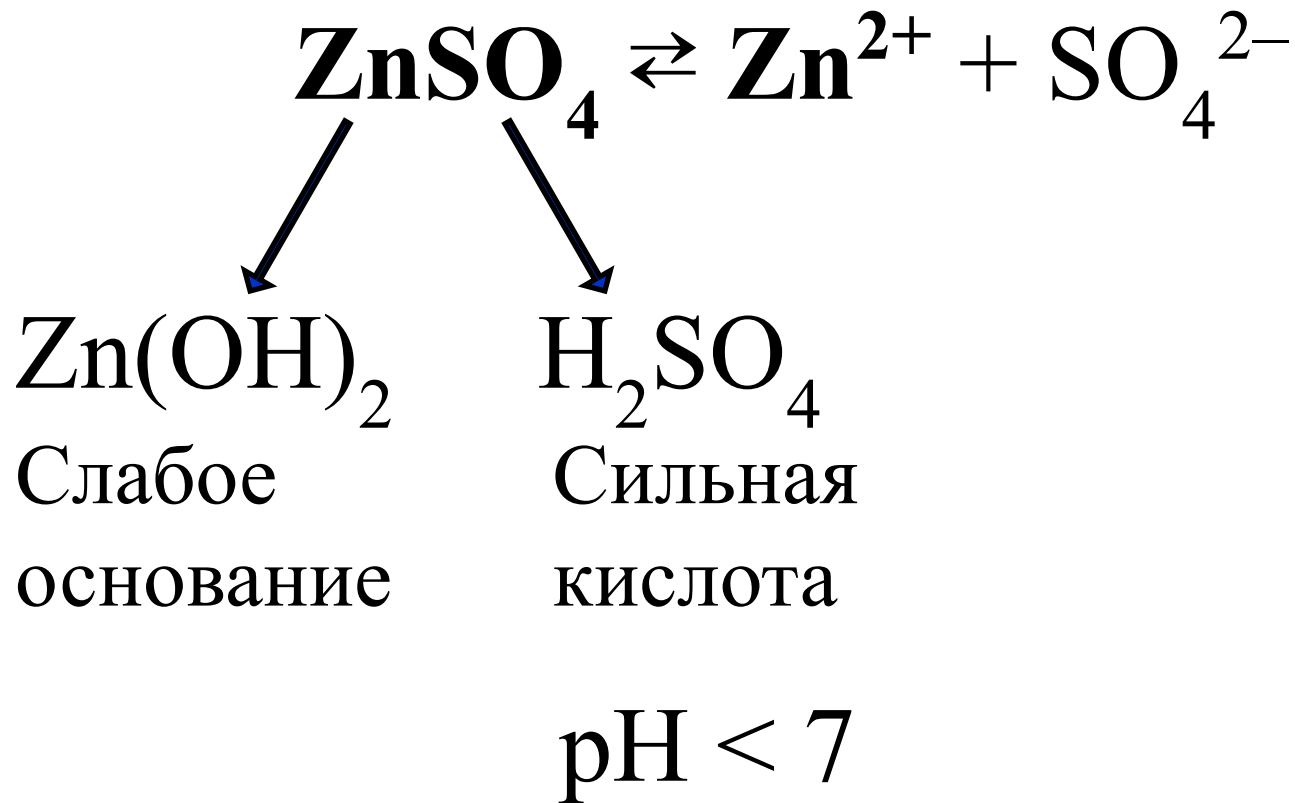 ZnSO₄ ⇄ Zn²⁺ + SO₄²⁻
Zn(OH)₂ H₂SO₄
Слабое Сильная
основание кислота
pH < 7